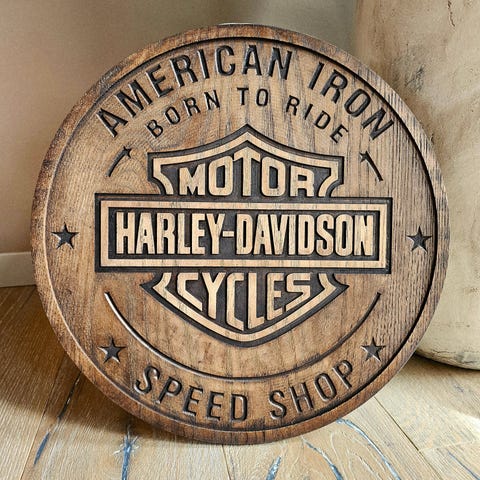 AMERICAN IRON
BORN TO RIDE
MOTOR
HARLEY-DAVIDSON
CYCLES
SPEED SHOP